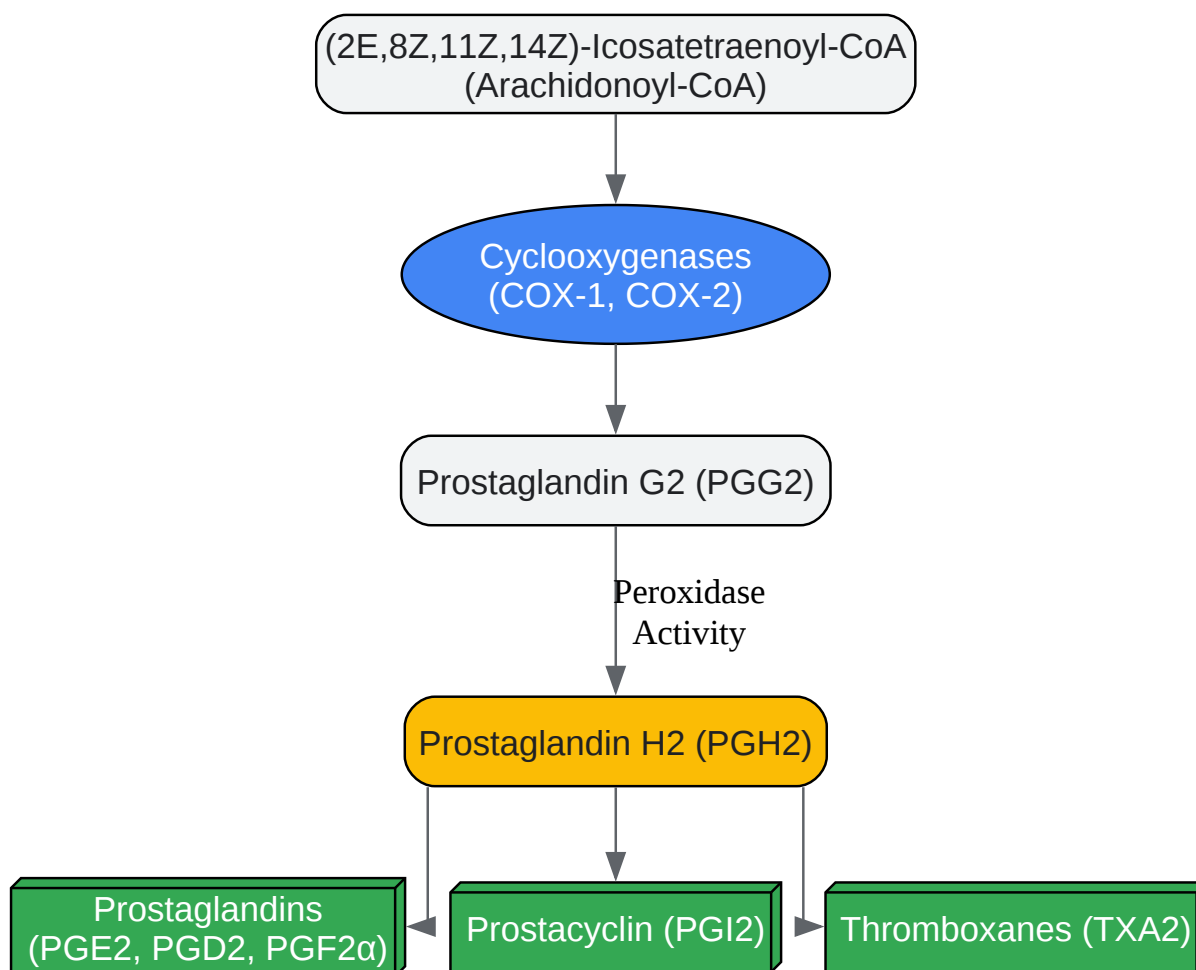 (2E,8Z,11Z,14Z)-Icosatetraenoyl-CoA
(Arachidonoyl-CoA)
Cyclooxygenases
(COX-1, COX-2)
Prostaglandin G2 (PGG2)
Peroxidase
Activity
Prostaglandin H2 (PGH2)
Prostaglandins
(PGE2, PGD2, PGF2α)
Prostacyclin (PGI2)
Thromboxanes (TXA2)